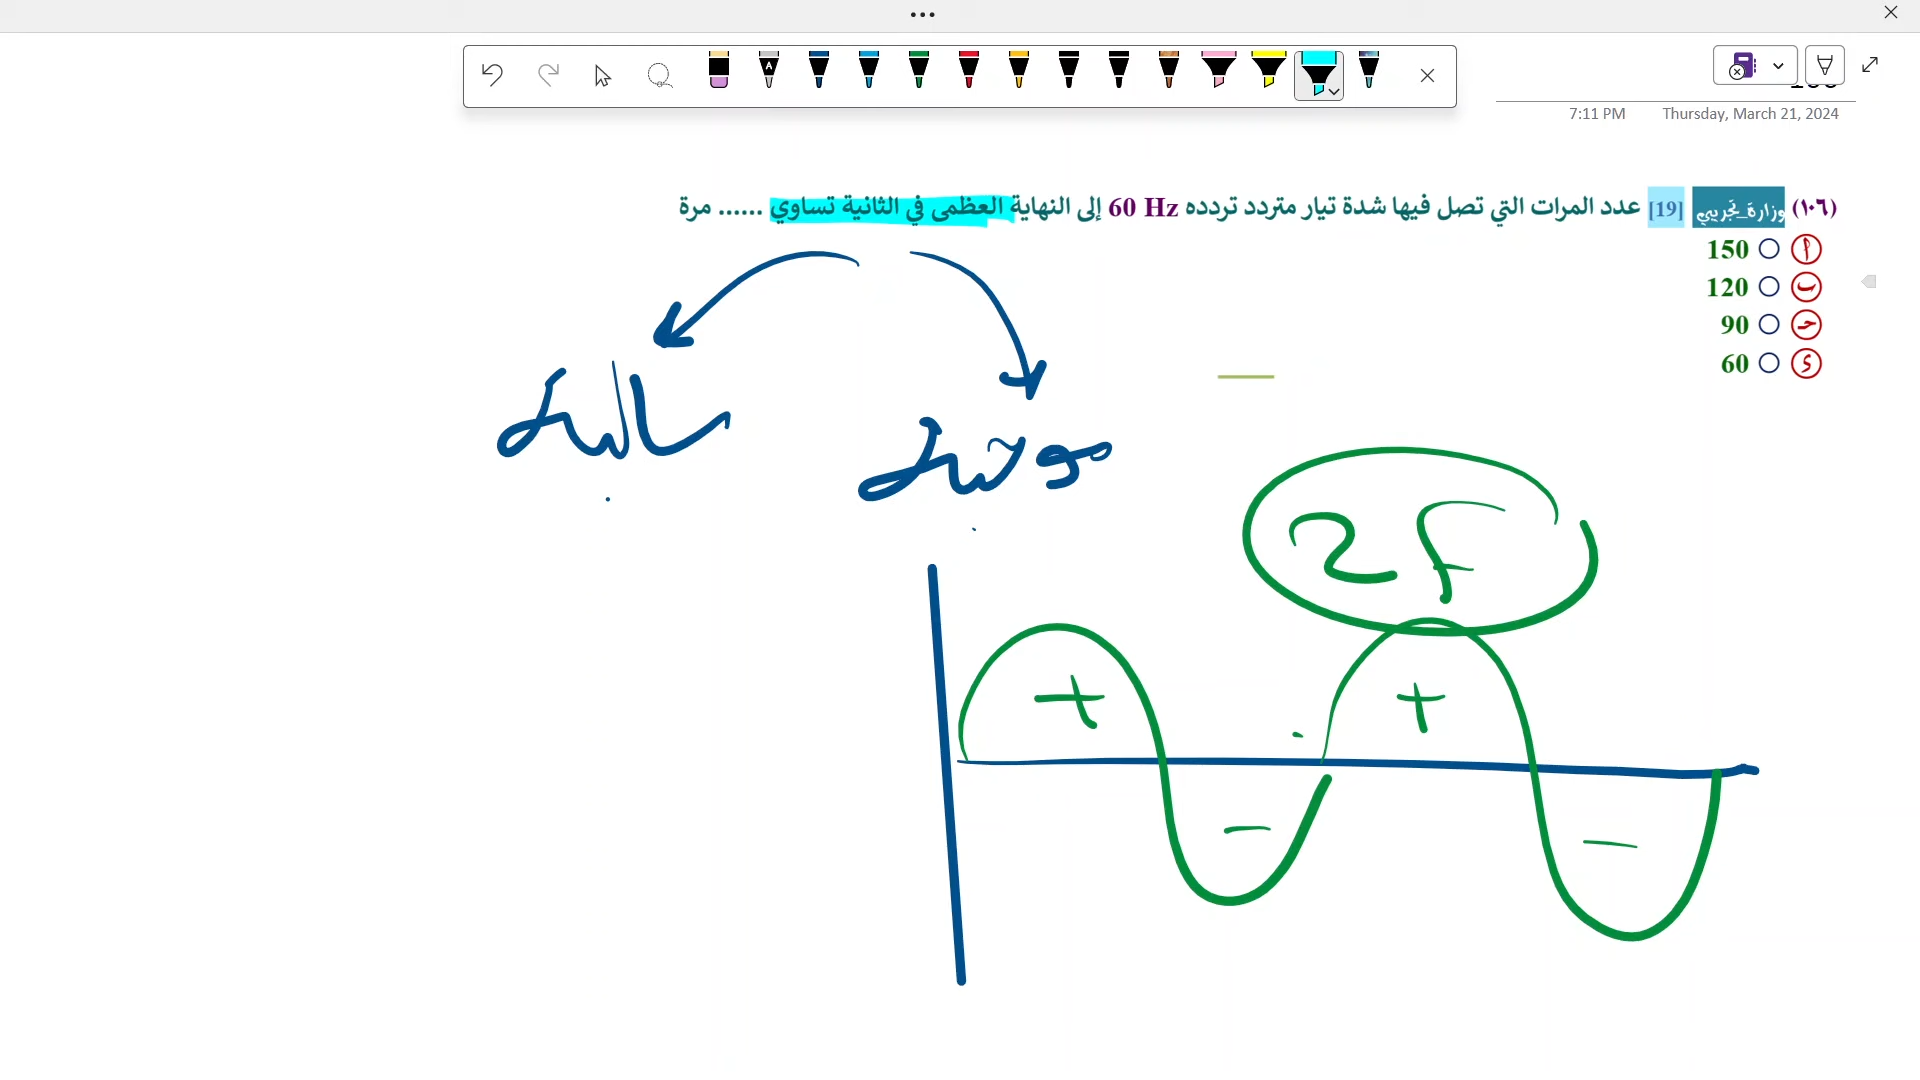 7:11 PM Thursday, March 21, 2024
(١٠٦) وزارة_تجريبي [19] عدد المرات التي تصل فيها شدة تيار متردد تردده 60 Hz إلى النهاية العظمى في الثانية تساوي ...... مرة
أ 150
ب 120
جـ 90
د 60
سالبة
موجبة
2F
+
+
-
-